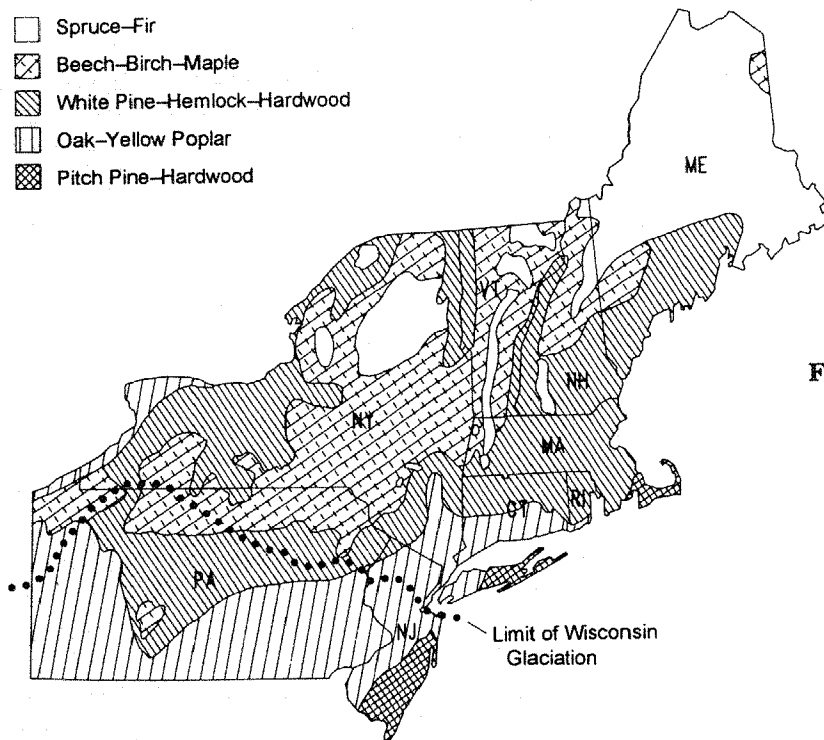 Spruce–Fir
Beech–Birch–Maple
White Pine–Hemlock–Hardwood
Oak–Yellow Poplar
Pitch Pine–Hardwood
ME
VT
F
NH
NY
MA
CT
RI
PA
NJ
Limit of Wisconsin
Glaciation